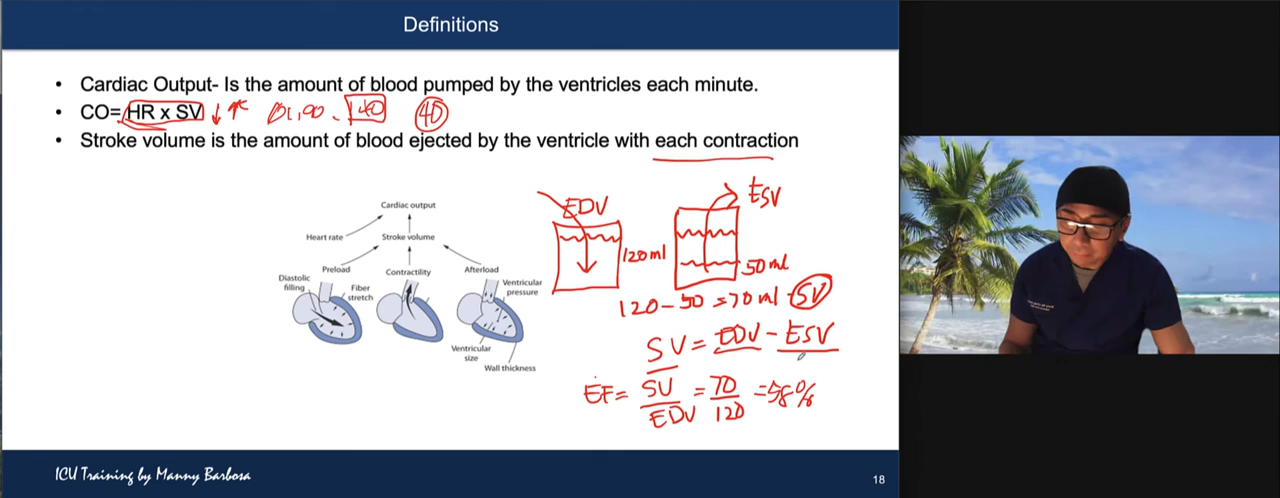 Definitions
• Cardiac Output- Is the amount of blood pumped by the ventricles each minute.
• CO= HR x SV ↓ ↑ 140 40
• Stroke volume is the amount of blood ejected by the ventricle with each contraction
Cardiac output
Heart rate
Stroke volume
Preload
Contractility
Afterload
Diastolic filling
Fiber stretch
Ventricular pressure
Ventricular size
Wall thickness
EDV
120ml
ESV
50ml
120-50=70ml SV
SV = EDV - ESV
EF = SV/EDV = 70/120 = 58%
ICU Training by Manny Barbosa
18